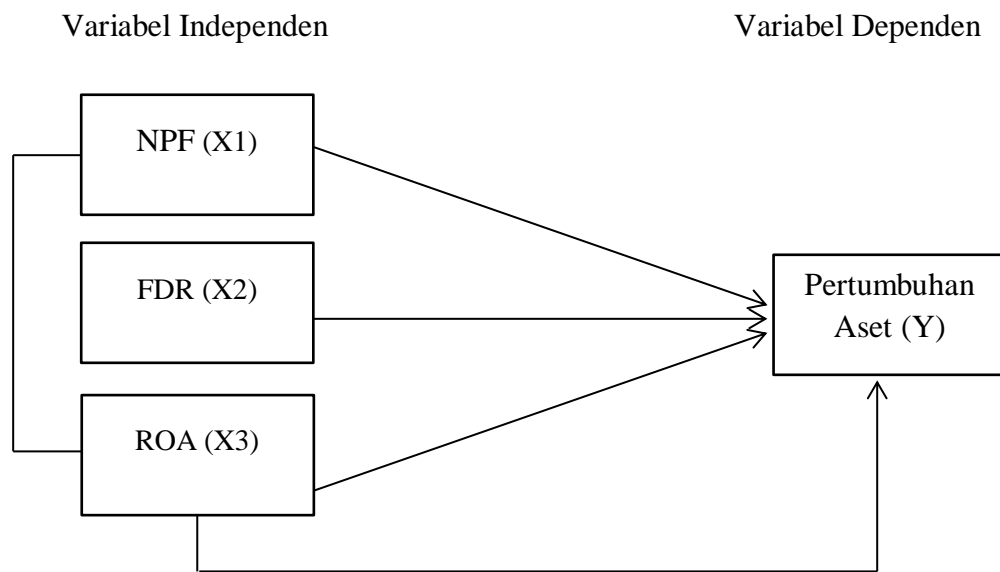 Variabel Independen
Variabel Dependen
NPF (X1)
FDR (X2)
Pertumbuhan
Aset (Y)
ROA (X3)